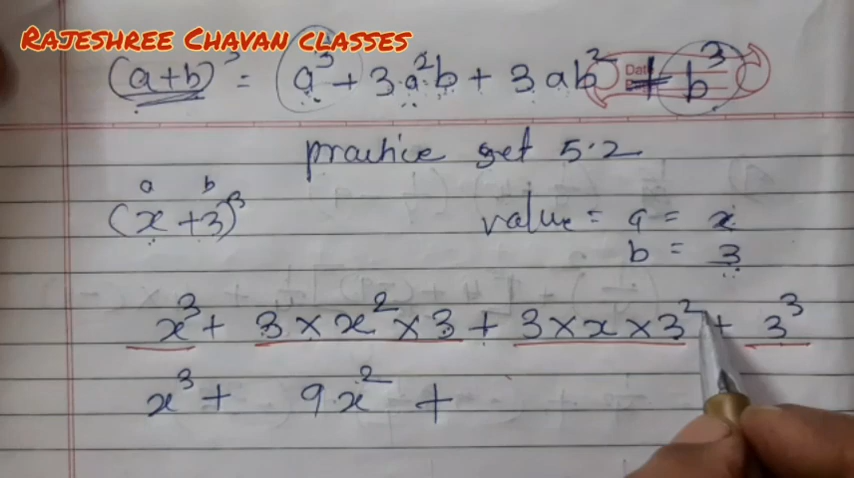 Rajeshree Chavan classes
(a+b)³ = a³ + 3a²b + 3ab² + b³
Date
practice set 5.2
a b
(x+3)³
value = a = x
b = 3
x³ + 3 × x² × 3 + 3 × x × 3² + 3³
x³ + 9x² +